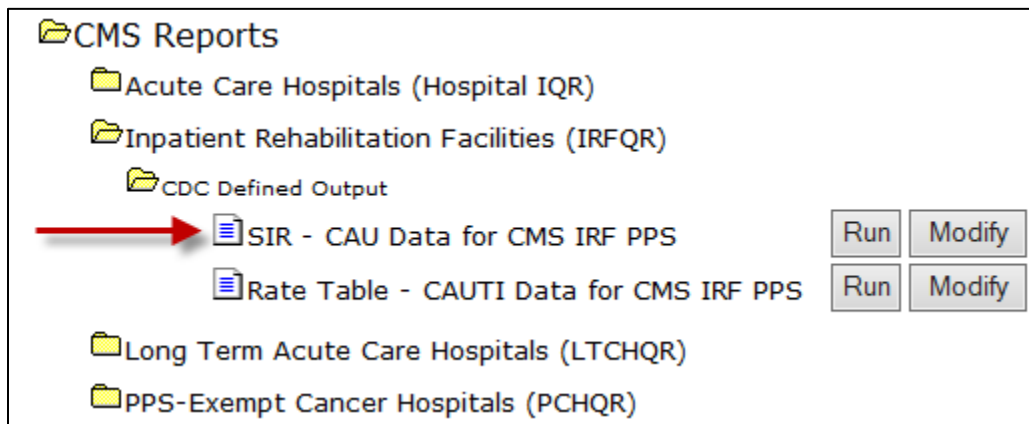 CMS Reports
Acute Care Hospitals (Hospital IQR)
Inpatient Rehabilitation Facilities (IRFQR)
CDC Defined Output
SIR - CAU Data for CMS IRF PPS Run Modify
Rate Table - CAUTI Data for CMS IRF PPS Run Modify
Long Term Acute Care Hospitals (LTCHQR)
PPS-Exempt Cancer Hospitals (PCHQR)